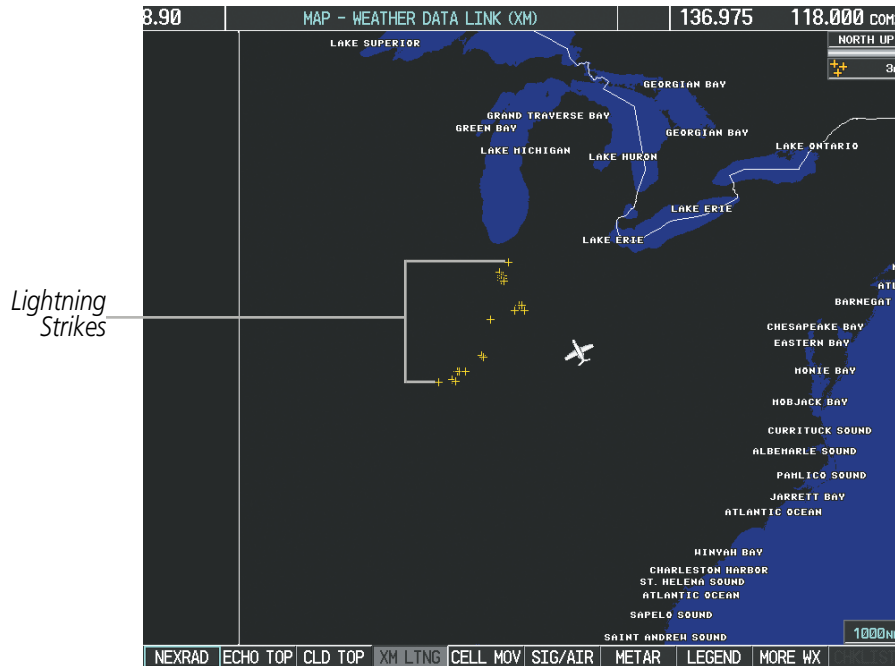 8.90 MAP - WEATHER DATA LINK (XM) 136.975 118.000 COM
NORTH UP
LAKE SUPERIOR
GEORGIAN BAY
GRAND TRAVERSE BAY
GREEN BAY
GEORGIAN BAY
LAKE MICHIGAN
LAKE HURON
LAKE ONTARIO
LAKE ERIE
LAKE ERIE
Lightning
Strikes
BARNEGAT
CHESAPEAKE BAY
EASTERN BAY
MONIE BAY
MOBJACK BAY
CURRITUCK SOUND
ALBEMARLE SOUND
PAMLICO SOUND
JARRETT BAY
ATLANTIC OCEAN
WINYAH BAY
CHARLESTON HARBOR
ST. HELENA SOUND
ATLANTIC OCEAN
SAPELO SOUND
SAINT ANDREW SOUND
1000N
NEXRAD ECHO TOP CLD TOP XM LTNG CELL MOV SIG/AIR METAR LEGEND MORE WX